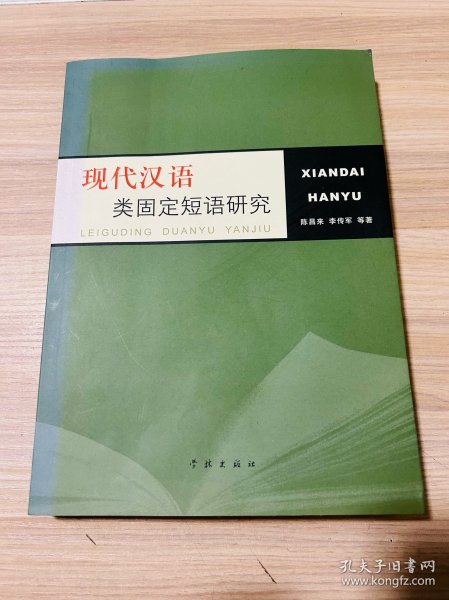 现代汉语
类固定短语研究
LEIGUDING DUANYU YANJIU
XIANDAI
HANYU
陈昌来 李传军 等著
学林出版社
孔夫子旧书网
www.kongfz.com